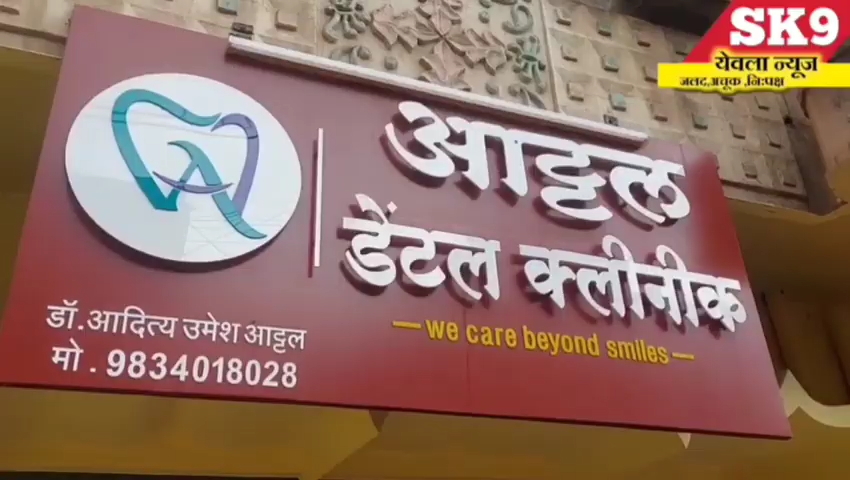 SK9
येवला न्यूज
जलद,अचूक,नि:पक्ष
आट्टल
डेंटल क्लीनीक
we care beyond smiles
डॉ.आदित्य उमेश आट्टल
मो . 9834018028